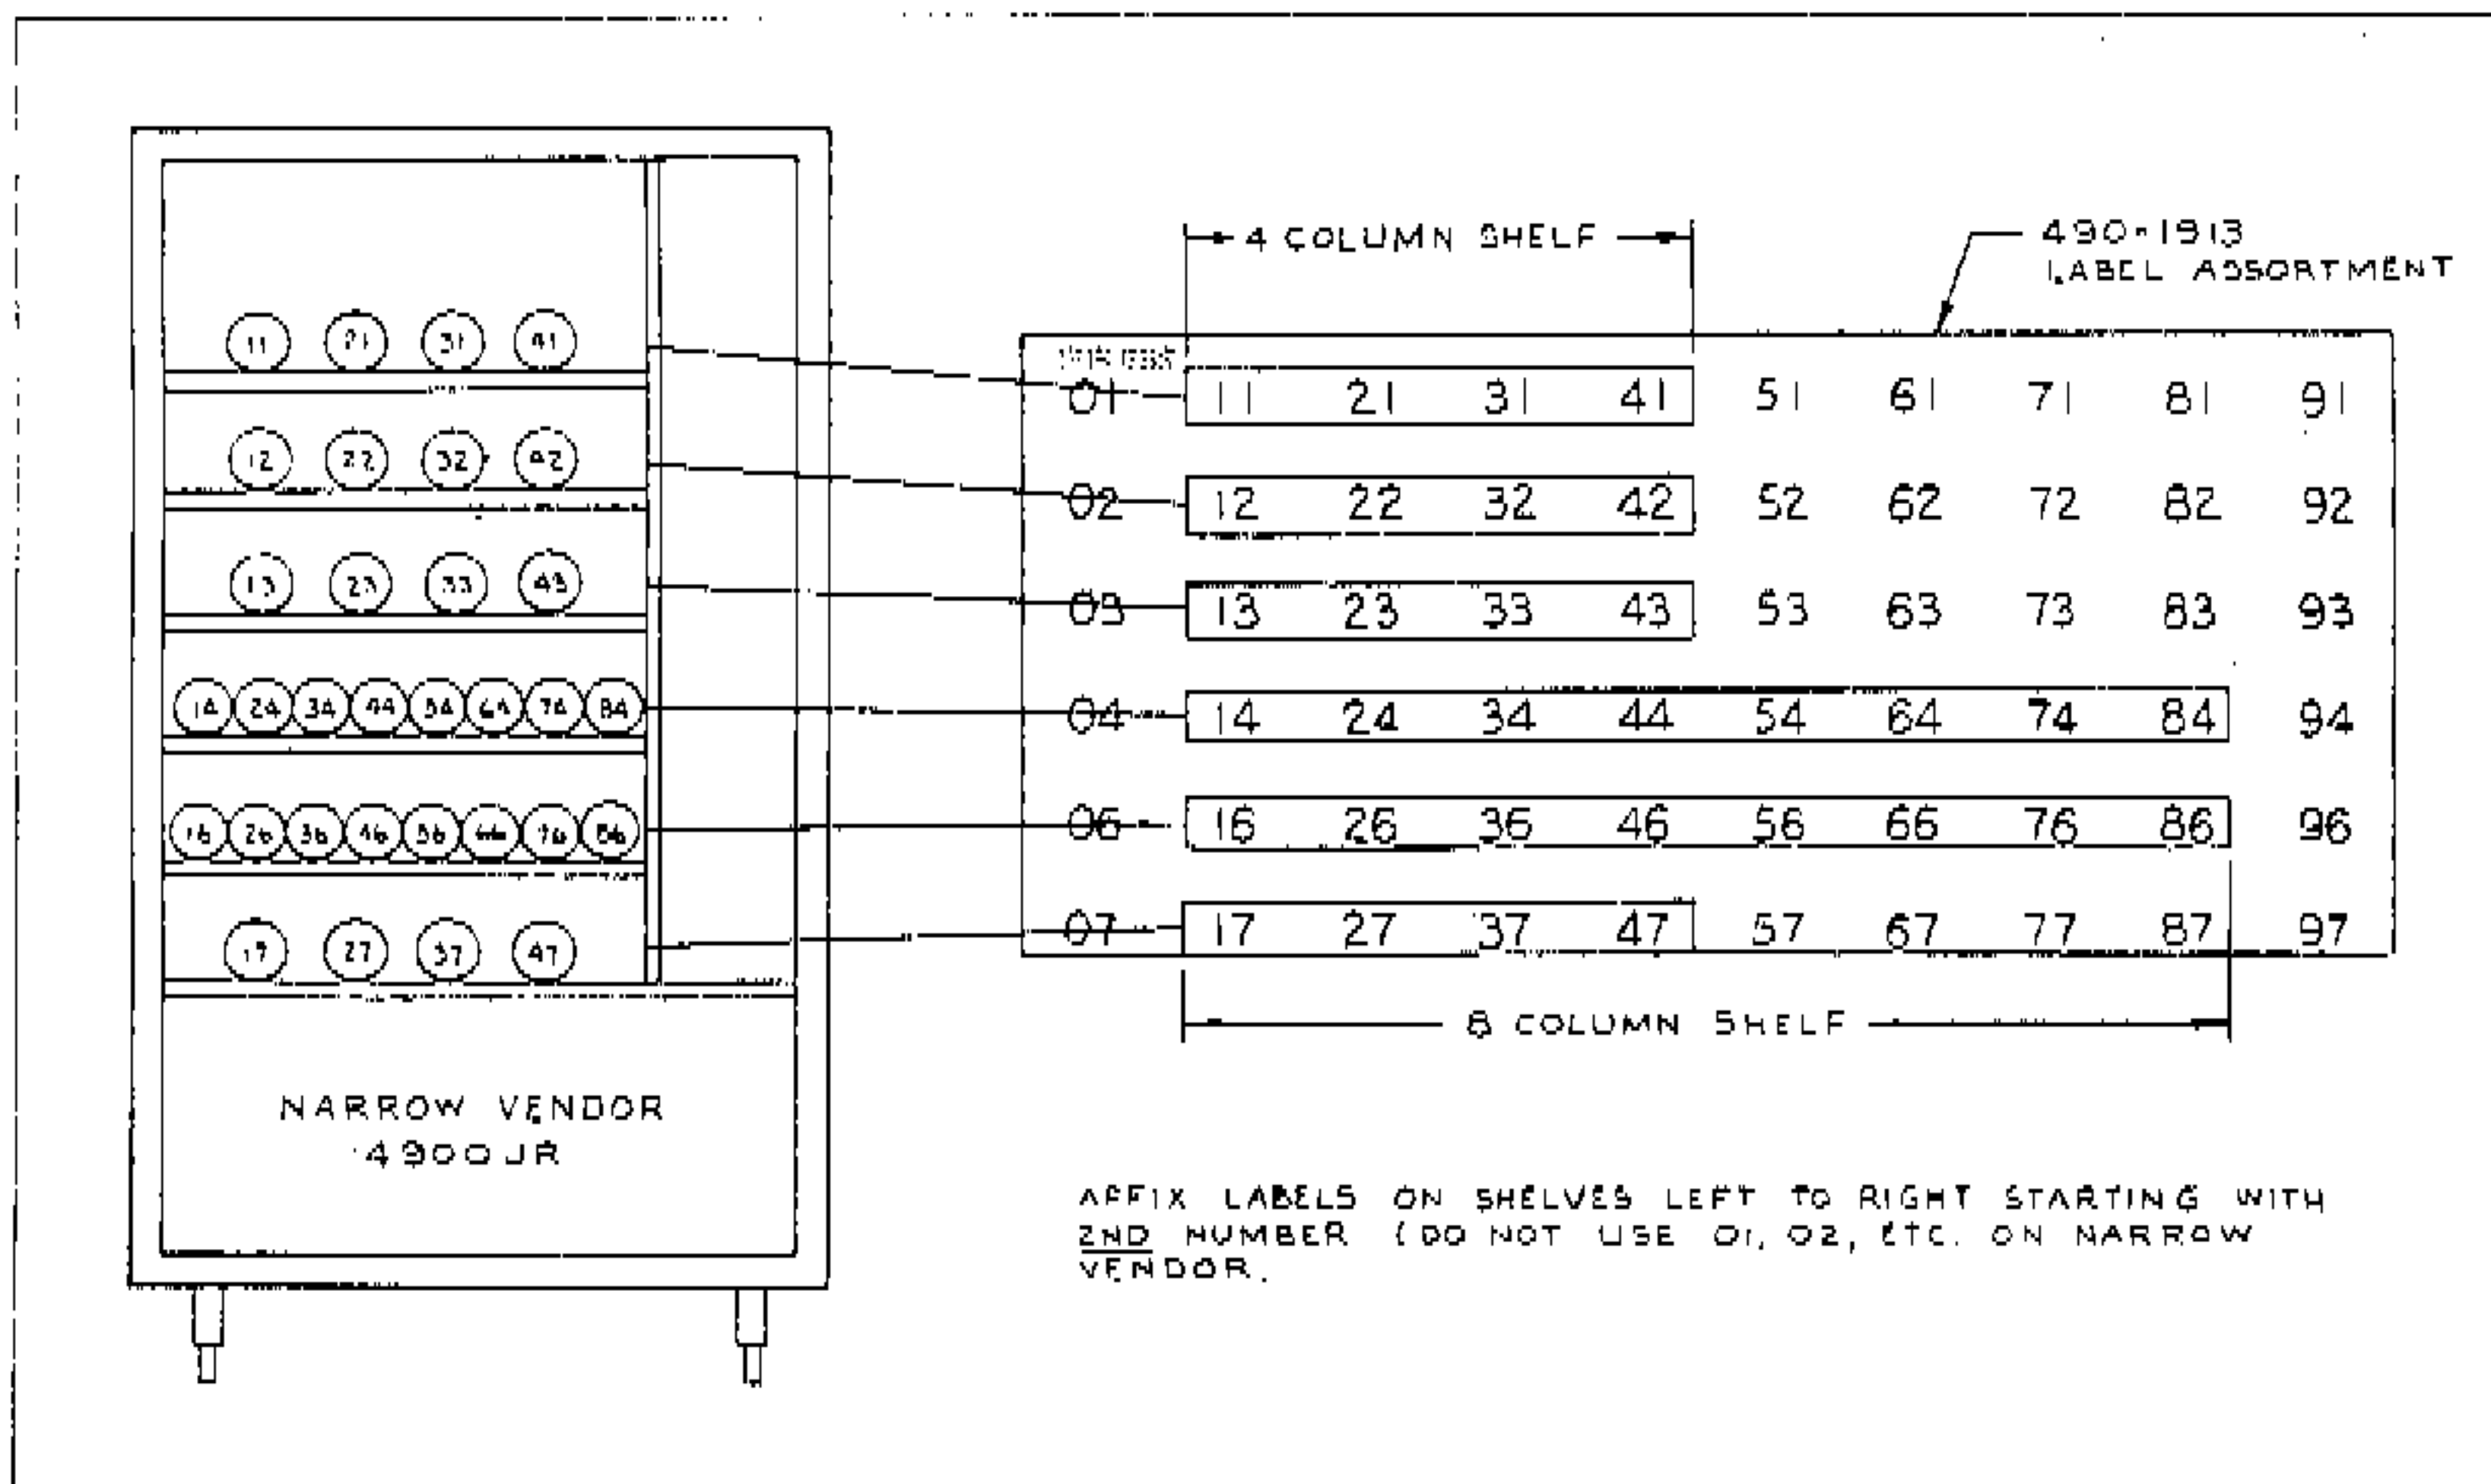 4 COLUMN SHELF
490-1913
LABEL ASSORTMENT
11 21 31 41
12 22 32 42
13 23 33 43
14 24 34 44 54 64 74 84
16 26 36 46 56 66 76 86
17 27 37 47
01 11 21 31 41 51 61 71 81 91
02 12 22 32 42 52 62 72 82 92
03 13 23 33 43 53 63 73 83 93
04 14 24 34 44 54 64 74 84 94
06 16 26 36 46 56 66 76 86 96
07 17 27 37 47 57 67 77 87 97
8 COLUMN SHELF
NARROW VENDOR
4900JR
AFFIX LABELS ON SHELVES LEFT TO RIGHT STARTING WITH
2ND NUMBER (DO NOT USE 01, 02, ETC. ON NARROW
VENDOR.